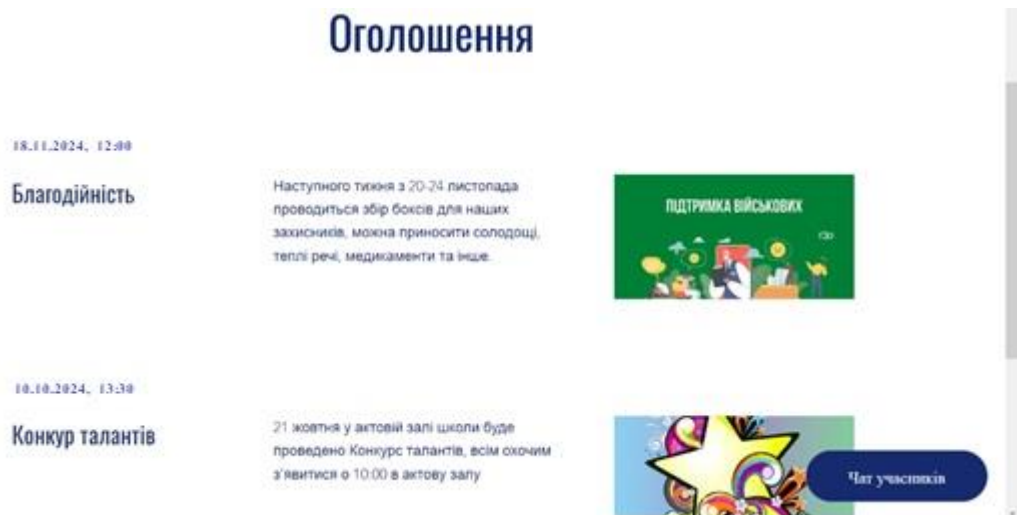 Оголошення
18.11.2024, 12:00
Благодійність
Наступного тижня з 20-24 листопада
проводиться збір боксів для наших
захисників, можна приносити солодощі,
теплі речі, медикаменти та інше.
ПІДТРИМКА ВІЙСЬКОВИХ
10.10.2024, 13:30
Конкур талантів
21 жовтня у актовій залі школи буде
проведено Конкурс талантів, всім охочим
з'явитися о 10:00 в актову залу
Чат учасників